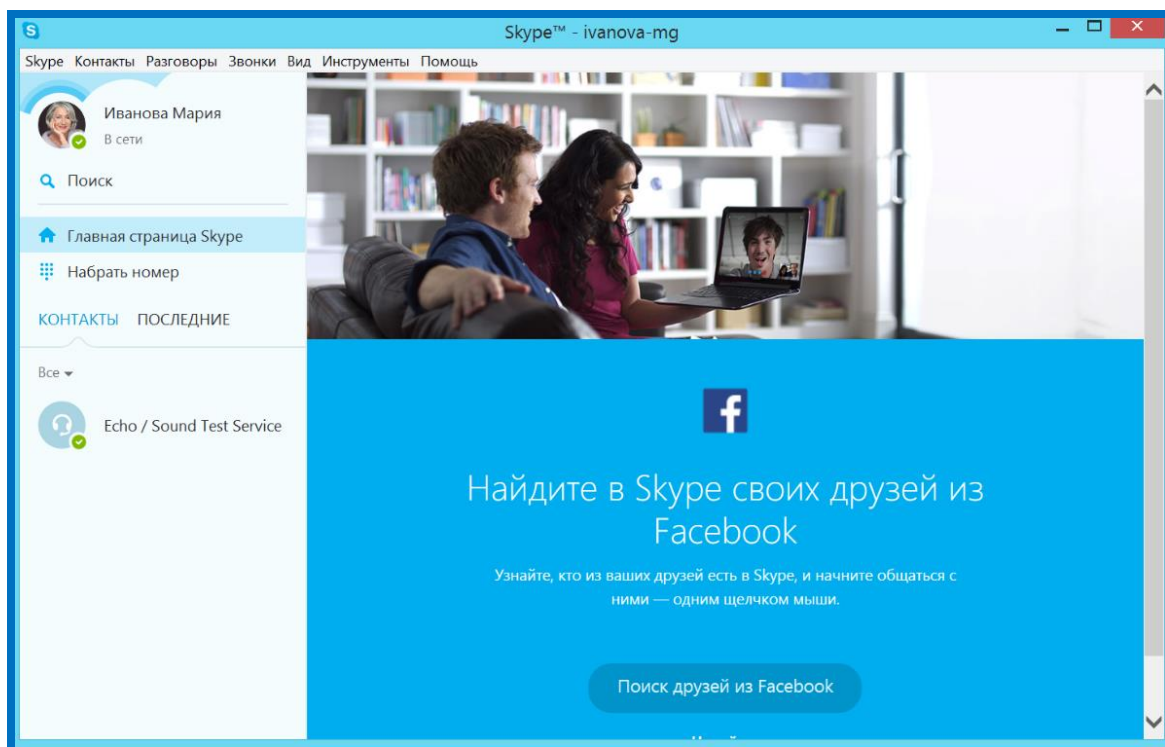 Skype™ - ivanova-mg
Skype Контакты Разговоры Звонки Вид Инструменты Помощь
Иванова Мария
В сети
Поиск
Главная страница Skype
Набрать номер
КОНТАКТЫ ПОСЛЕДНИЕ
Все
Echo / Sound Test Service
Найдите в Skype своих друзей из
Facebook
Узнайте, кто из ваших друзей есть в Skype, и начните общаться с
ними — одним щелчком мыши.
Поиск друзей из Facebook